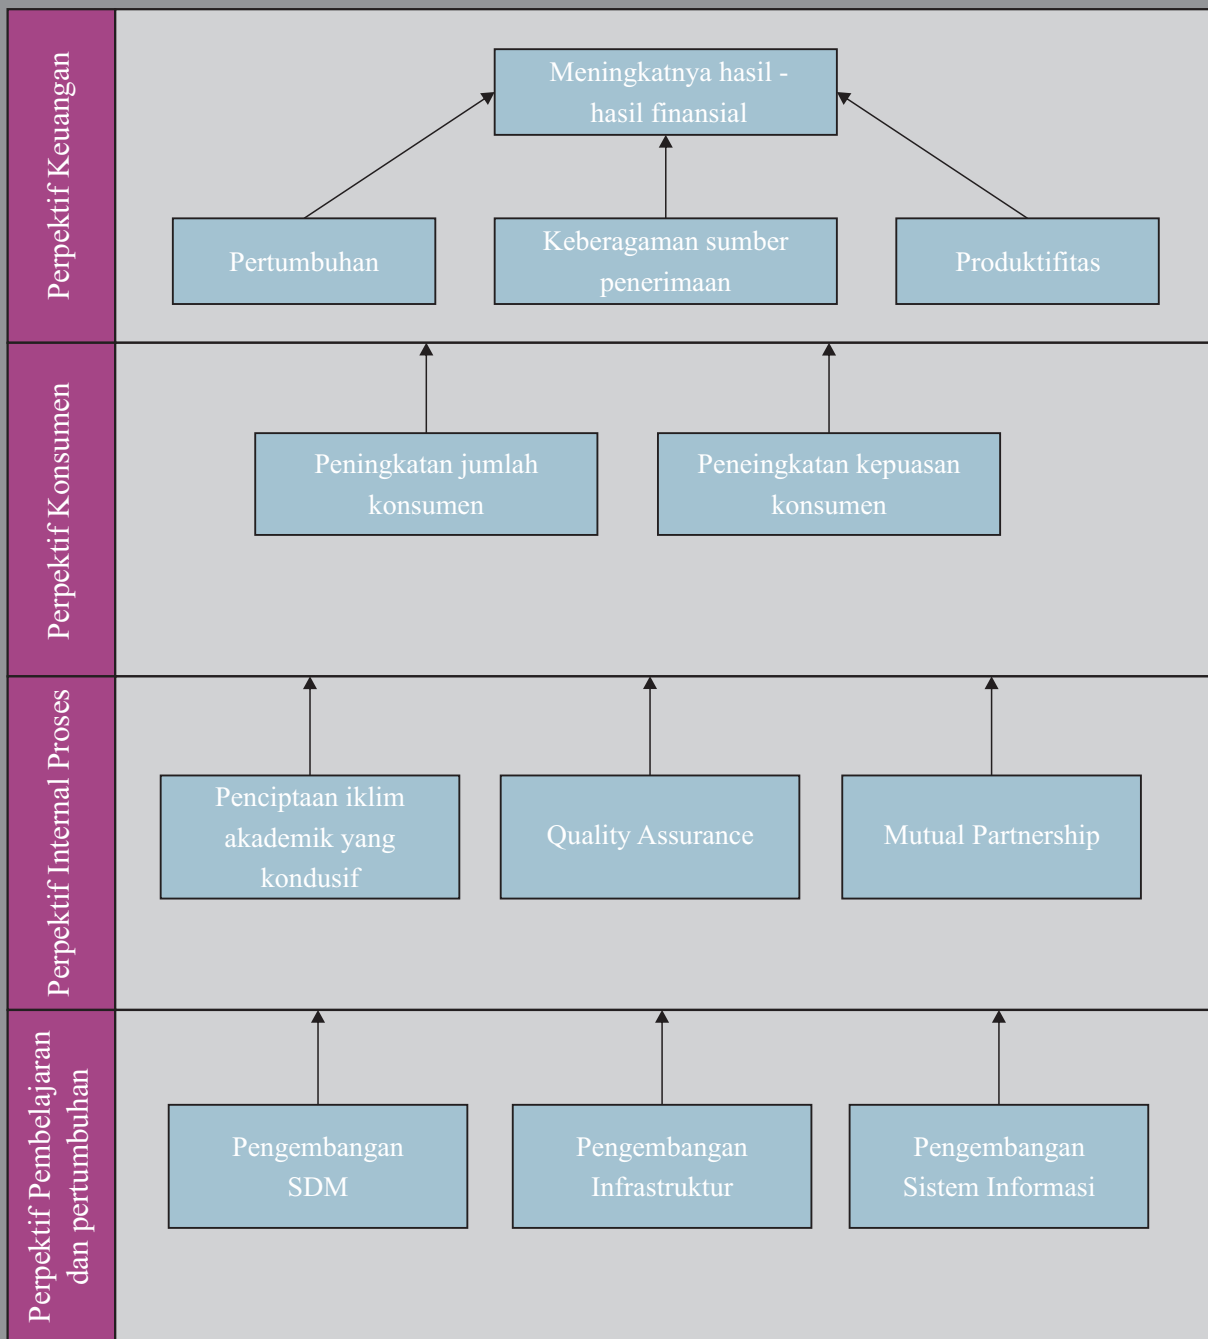 Perpektif Keuangan
Meningkatnya hasil -
hasil finansial
Pertumbuhan
Keberagaman sumber
penerimaan
Produktifitas
Perpektif Konsumen
Peningkatan jumlah
konsumen
Peneingkatan kepuasan
konsumen
Perpektif Internal Proses
Penciptaan iklim
akademik yang
kondusif
Quality Assurance
Mutual Partnership
Perpektif Pembelajaran
dan pertumbuhan
Pengembangan
SDM
Pengembangan
Infrastruktur
Pengembangan
Sistem Informasi